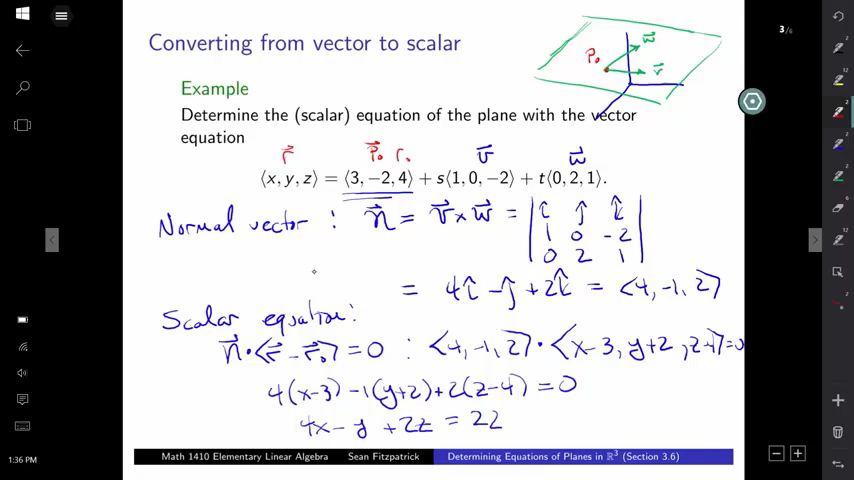 3/6
Converting from vector to scalar
P₀ w⃗ v⃗
Example
Determine the (scalar) equation of the plane with the vector
equation
r⃗ P⃗₀ r₀ v⃗ w⃗
⟨x, y, z⟩ = ⟨3, −2, 4⟩ + s⟨1, 0, −2⟩ + t⟨0, 2, 1⟩.
Normal vector : n⃗ = v⃗ × w⃗ = | î ĵ k̂ |
1 0 -2
0 2 1
= 4î - ĵ + 2k̂ = ⟨4, -1, 2⟩
Scalar equation:
n⃗ • ⟨r⃗ - r⃗₀⟩ = 0 : ⟨4, -1, 2⟩ • ⟨x-3, y+2, z-4⟩ = 0
4(x-3) -1(y+2) + 2(z-4) = 0
4x - y + 2z = 22
1:36 PM
Math 1410 Elementary Linear Algebra Sean Fitzpatrick Determining Equations of Planes in ℝ³ (Section 3.6)